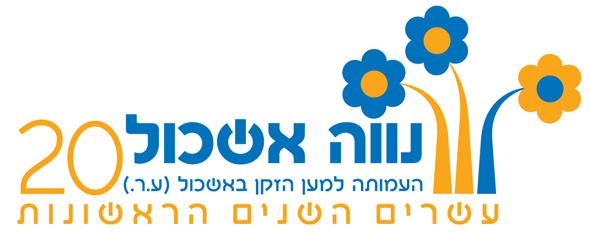 נווה אשכול 20
העמותה למען הזקן באשכול (ע.ר.)
עשרים השנים הראשונות